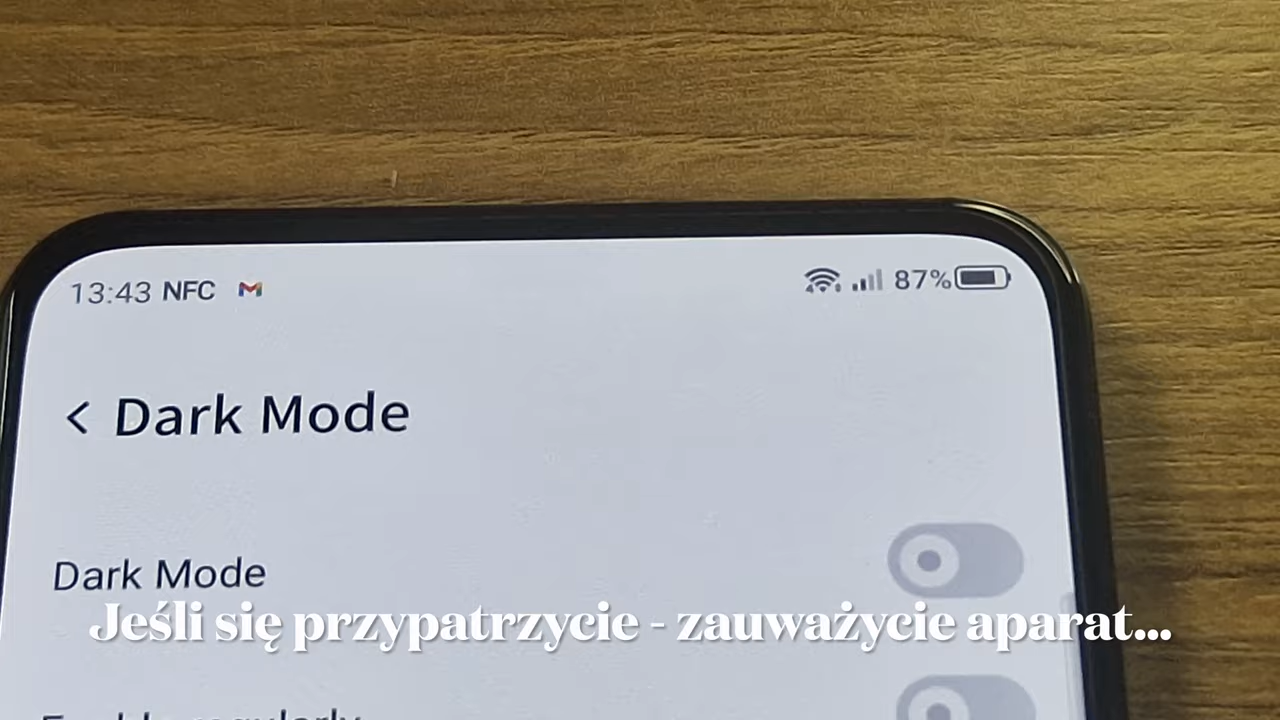 13:43 NFC 87%
Dark Mode
Dark Mode
Jeśli się przypatrzycie - zauważycie aparat...